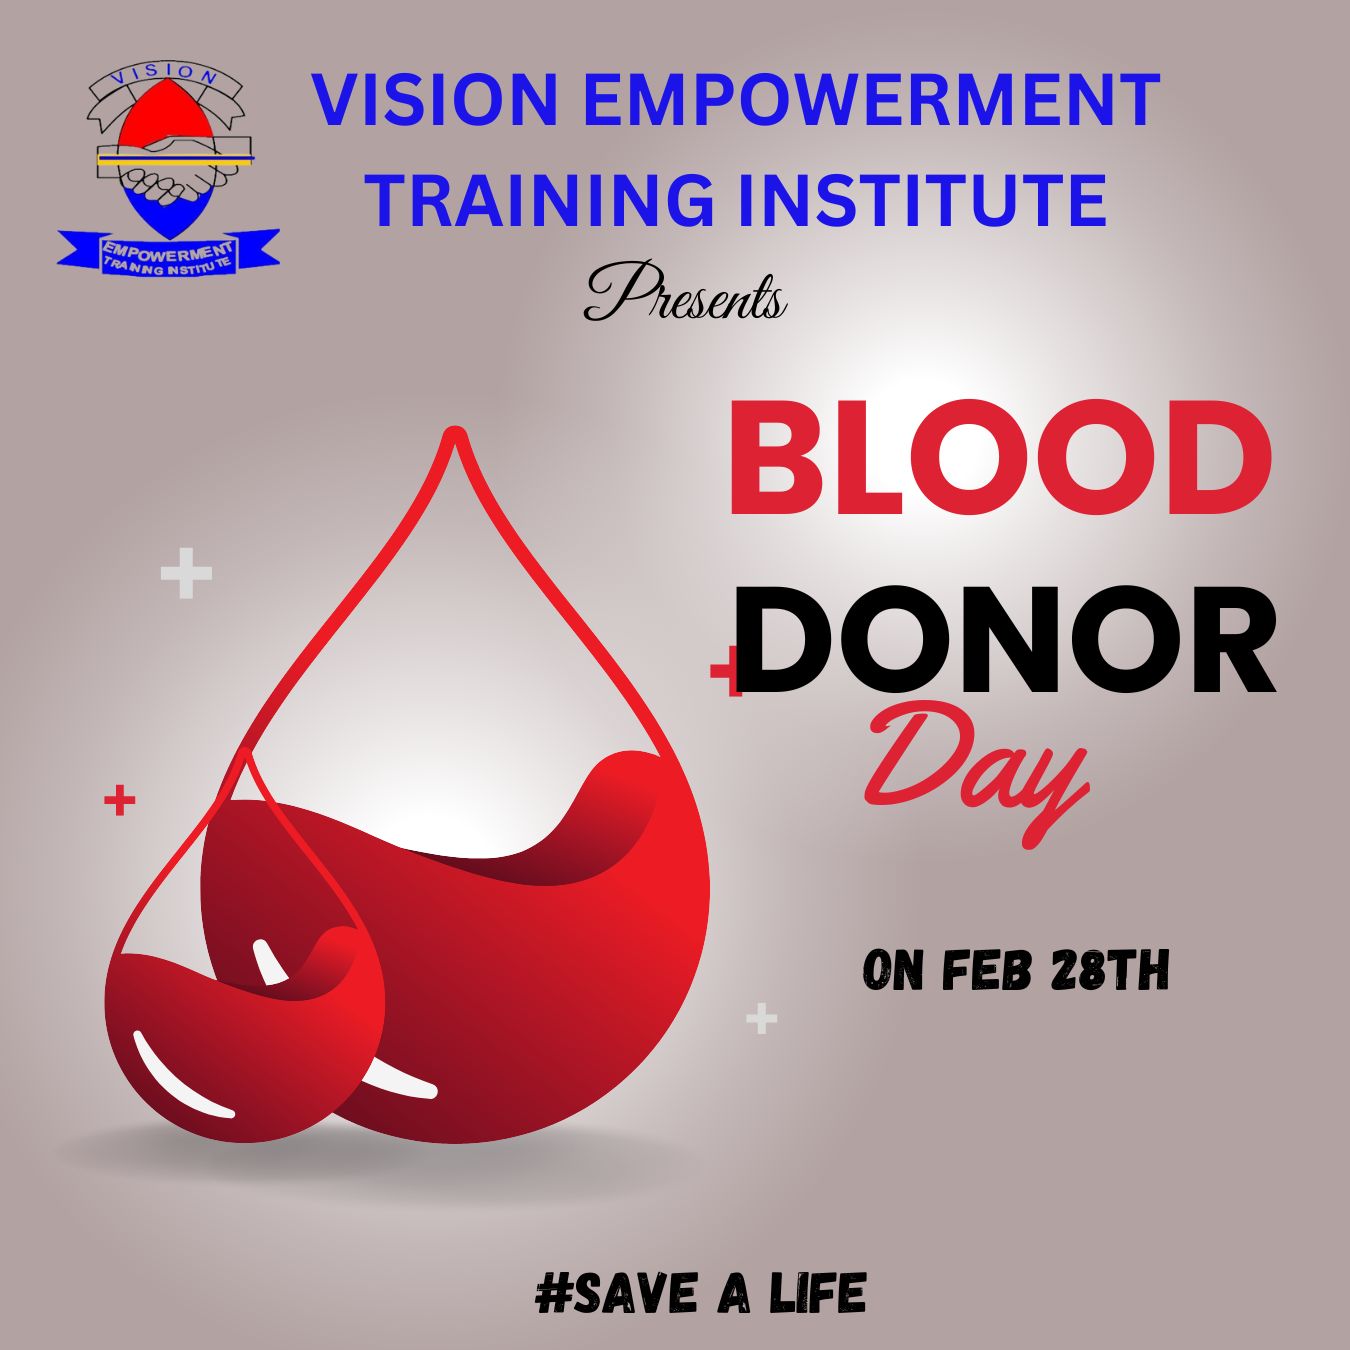 VISION
EMPOWERMENT
TRAINING INSTITUTE
VISION EMPOWERMENT
TRAINING INSTITUTE
Presents
BLOOD
DONOR
Day
ON FEB 28TH
#SAVE A LIFE